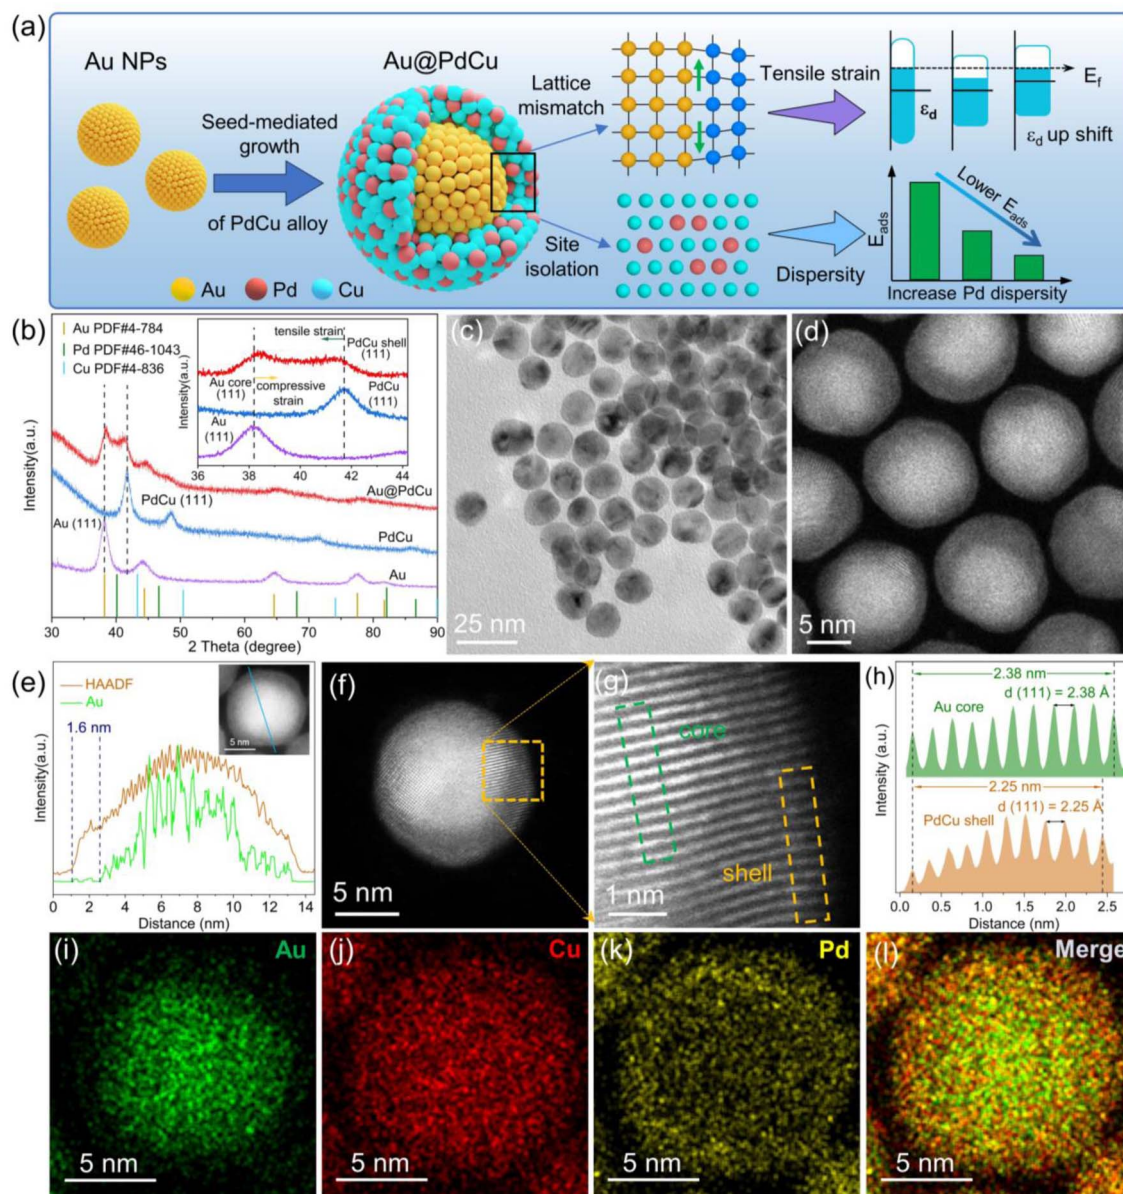 (a)
Au NPs
Seed-mediated
growth
of PdCu alloy
Au@PdCu
Lattice
mismatch
Site
isolation
Tensile strain
Dispersity
E_f
ε_d
ε_d up shift
E_ads
Lower E_ads
Increase Pd dispersity
Au Pd Cu
(b)
Au PDF#4-784
Pd PDF#46-1043
Cu PDF#4-836
Intensity(a.u.)
tensile strain
PdCu shell
(111)
Au core
(111)
compressive
strain
PdCu
(111)
Au
(111)
36 38 40 42 44
Au@PdCu
PdCu (111)
Au (111)
PdCu
Au
Intensity(a.u.)
30 40 50 60 70 80 90
2 Theta (degree)
(c)
25 nm
(d)
5 nm
(e)
HAADF
Au
1.6 nm
5 nm
Intensity(a.u.)
0 2 4 6 8 10 12 14
Distance (nm)
(f)
5 nm
(g)
core
shell
1 nm
(h)
2.38 nm
d (111) = 2.38 Å
Au core
2.25 nm
d (111) = 2.25 Å
PdCu shell
Intensity (a.u.)
0.0 0.5 1.0 1.5 2.0 2.5
Distance (nm)
(i)
Au
5 nm
(j)
Cu
5 nm
(k)
Pd
5 nm
(l)
Merge
5 nm